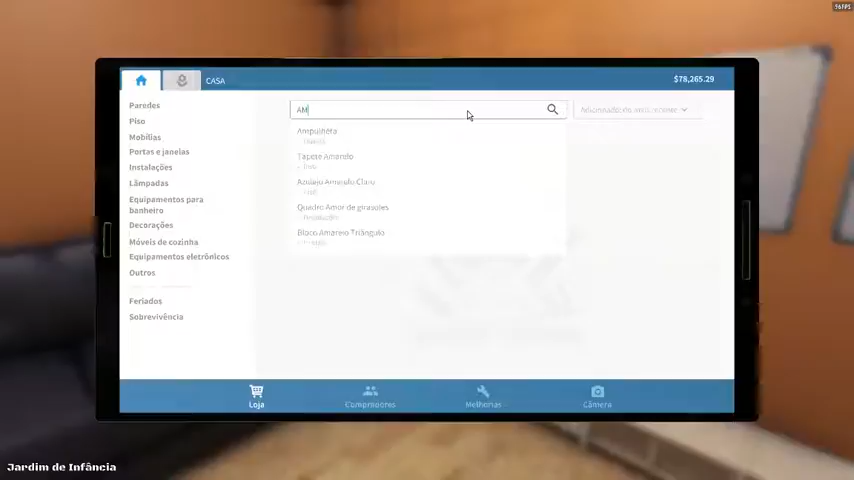 96 FPS
CASA
$78,265.29
Paredes
Piso
Mobílias
Portas e janelas
Instalações
Lâmpadas
Equipamentos para
banheiro
Decorações
Móveis de cozinha
Equipamentos eletrônicos
Outros
Feriados
Sobrevivência
AM
Ampulheta
Tapete Amarelo
Azulejo Amarelo Claro
Quadro Amor de girassóis
Bloco Amarelo Triângulo
Loja
Compradores
Melhorias
Câmera
Jardim de Infância